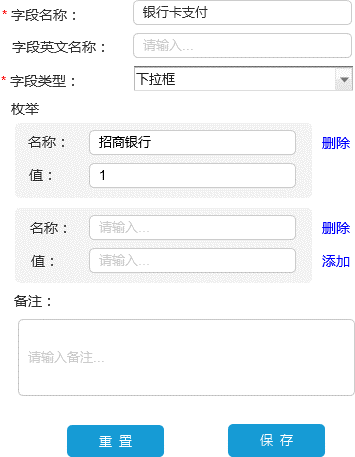 * 字段名称： 银行卡支付
字段英文名称： 请输入...
* 字段类型： 下拉框
枚举
名称： 招商银行 删除
值： 1
名称： 请输入... 删除
值： 请输入... 添加
备注：
请输入备注...
重 置 保 存